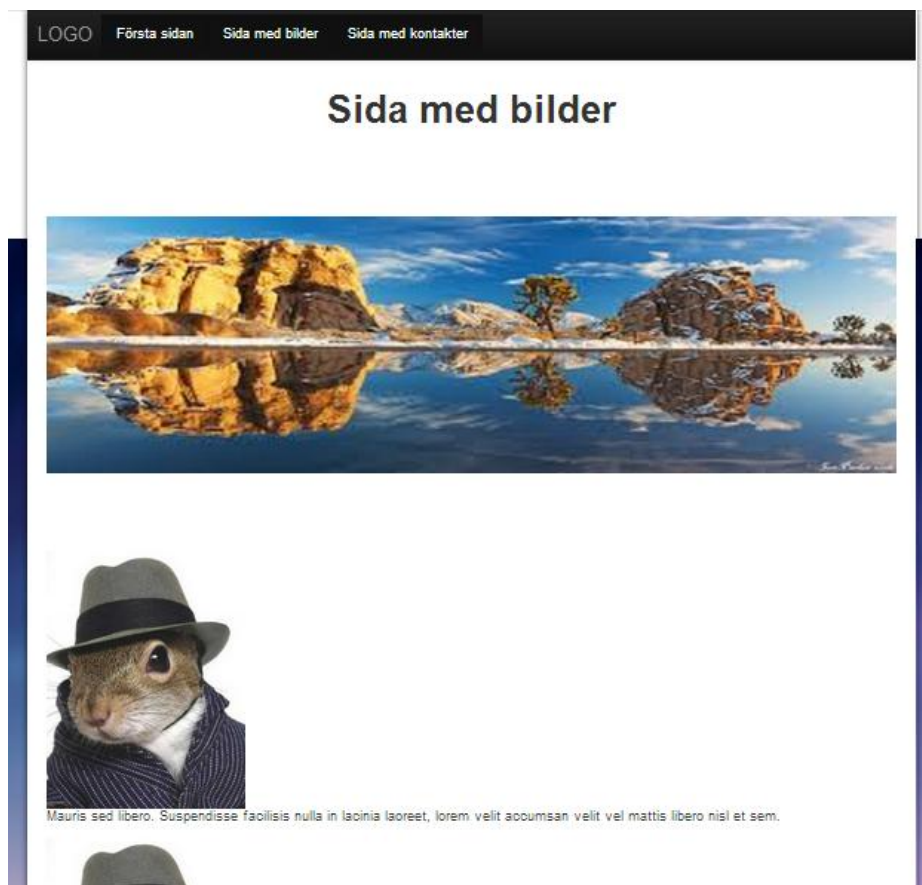 LOGO Första sidan Sida med bilder Sida med kontakter
Sida med bilder
Mauris sed libero. Suspendisse facilisis nulla in lacinia laoreet, lorem velit accumsan velit vel mattis libero nisl et sem.